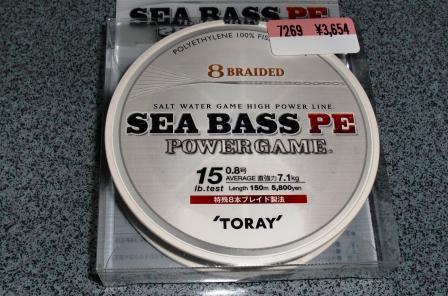 7269 ¥3,654
SEA BASS PE
POLYETHYLENE 100% FIS
8 BRAIDED
SALT WATER GAME HIGH POWER LINE
SEA BASS PE
POWERGAME
15 0.8号
lb.test AVERAGE 直強力 7.1kg
Length 150m 5,800yen
特殊8本ブレイド製法
'TORAY'